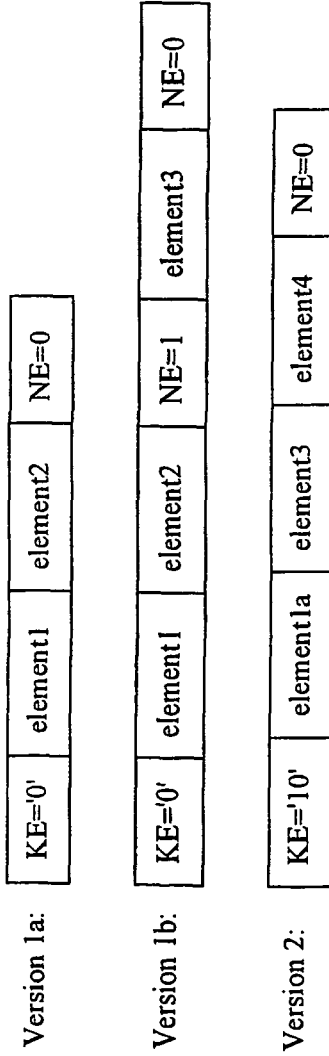 Version 1a: KE='0' element1 element2 NE=0
Version 1b: KE='0' element1 element2 NE=1 element3 NE=0
Version 2: KE='10' element1a element3 element4 NE=0